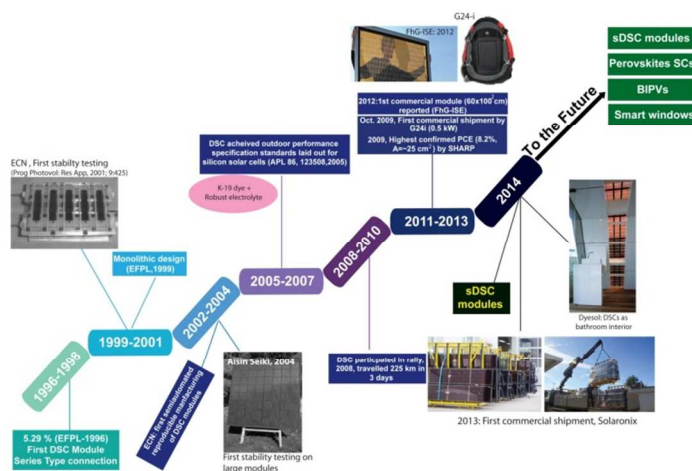 FhG-ISE: 2012
G24-i
sDSC modules
Perovskites SCs
BIPVs
Smart windows
To the Future
2012:1st commercial module (60x100 cm)
reported (FhG-ISE)
Oct. 2009, First commercial shipment by
G24i (0.5 kW)
2009, Highest confirmed PCE (8.2%,
A=~25 cm²) by SHARP
DSC acheived outdoor performance
specification standards laid out for
silicon solar cells (APL 86, 123508,2005)
K-19 dye +
Robust electrolyte
ECN , First stabilty testing
(Prog Photovol: Res App, 2001; 9:425)
Monolithic design
(EFPL,1999)
1996-1998
1999-2001
2002-2004
2005-2007
2008-2010
2011-2013
2014
sDSC
modules
Dyesol: DSCs as
bathroom interior
DSC particpated in rally,
2008, travelled 225 km in
3 days
2013: First commercial shipment, Solaronix
Aisin Seiki, 2004
First stability testing on
large modules
ECN: first semiautomated
reproducible manfacturing
of DSC modules
5.29 % (EFPL-1996)
First DSC Module
Series Type connection